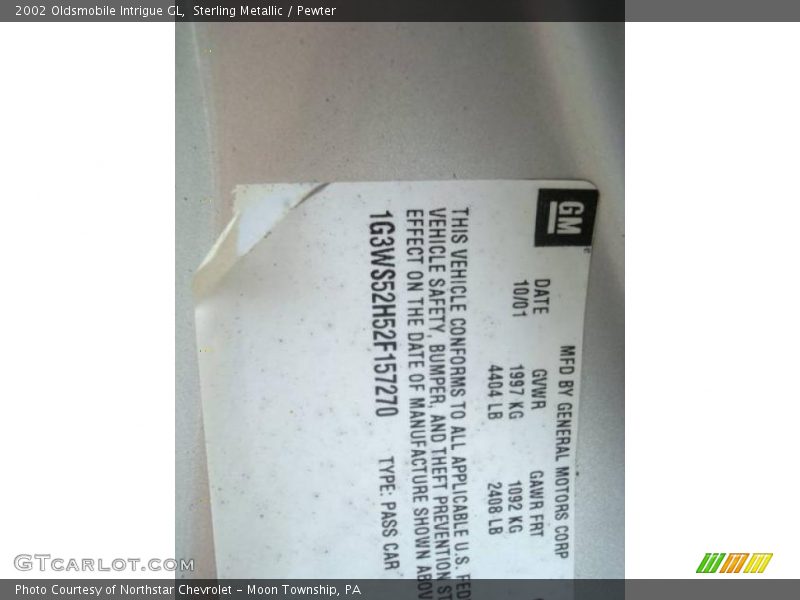 2002 Oldsmobile Intrigue GL, Sterling Metallic / Pewter
GM
MFD BY GENERAL MOTORS CORP
DATE GVWR GAWR FRT
10/01 1997 KG 1092 KG
4404 LB 2408 LB
THIS VEHICLE CONFORMS TO ALL APPLICABLE U.S. FED
VEHICLE SAFETY, BUMPER, AND THEFT PREVENTION ST
EFFECT ON THE DATE OF MANUFACTURE SHOWN ABOV
1G3WS52H52F157270 TYPE: PASS CAR
GTcarlot.com
Photo Courtesy of Northstar Chevrolet - Moon Township, PA